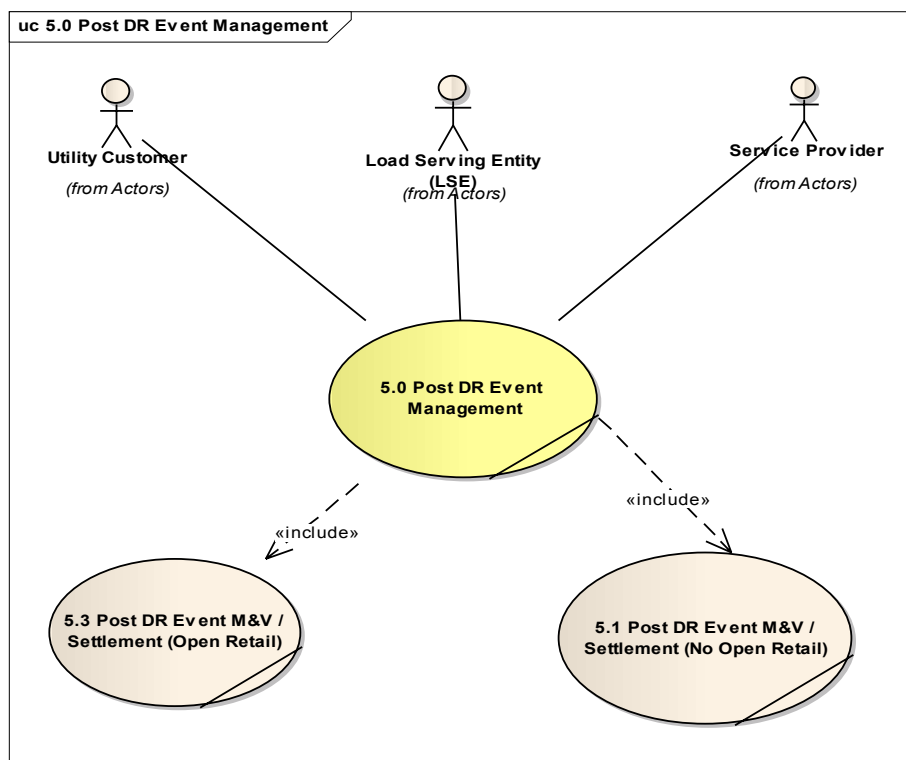 uc 5.0 Post DR Event Management
Utility Customer
(from Actors)
Load Serving Entity
(LSE)
(from Actors)
Service Provider
(from Actors)
5.0 Post DR Event
Management
«include»
«include»
5.3 Post DR Event M&V /
Settlement (Open Retail)
5.1 Post DR Event M&V /
Settlement (No Open Retail)